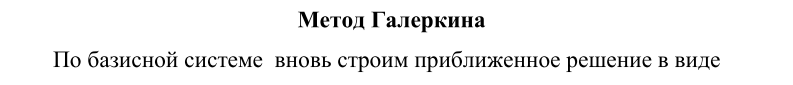 Метод Галеркина
По базисной системе вновь строим приближенное решение в виде